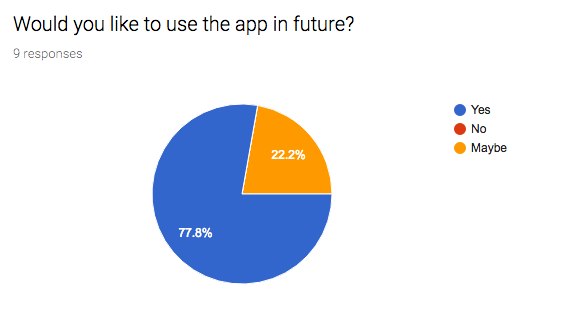 Would you like to use the app in future?
9 responses
Yes
No
Maybe
22.2%
77.8%